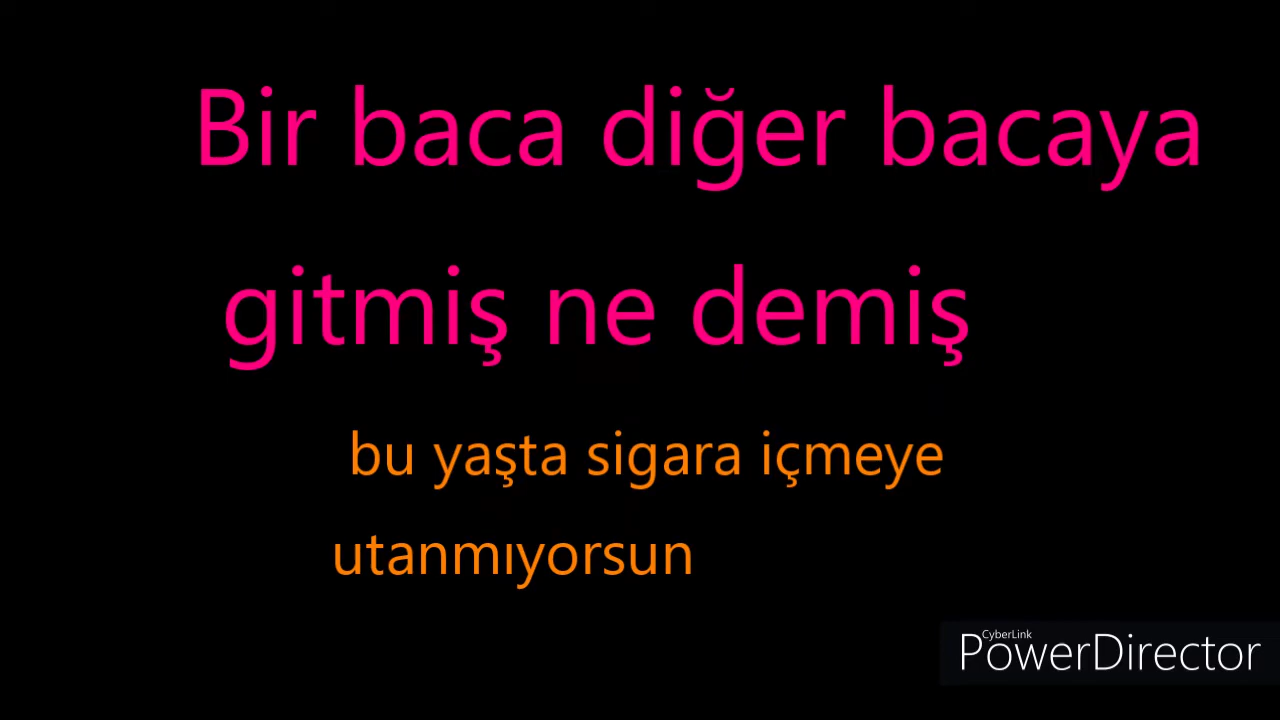 Bir baca diğer bacaya
gitmiş ne demiş
bu yaşta sigara içmeye
utanmıyorsun
CyberLink
PowerDirector